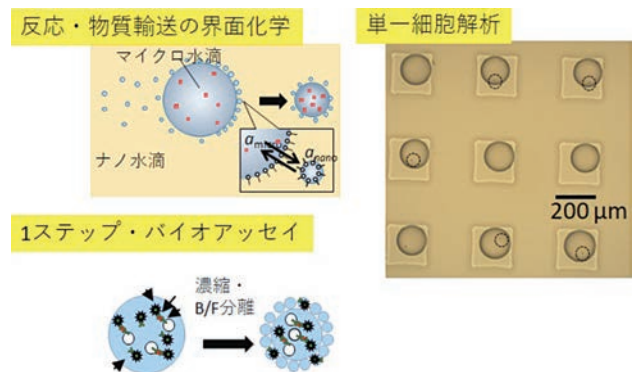 反応・物質輸送の界面化学
マイクロ水滴
ナノ水滴
a micro
a nano
1ステップ・バイオアッセイ
濃縮・
B/F分離
単一細胞解析
200 μm